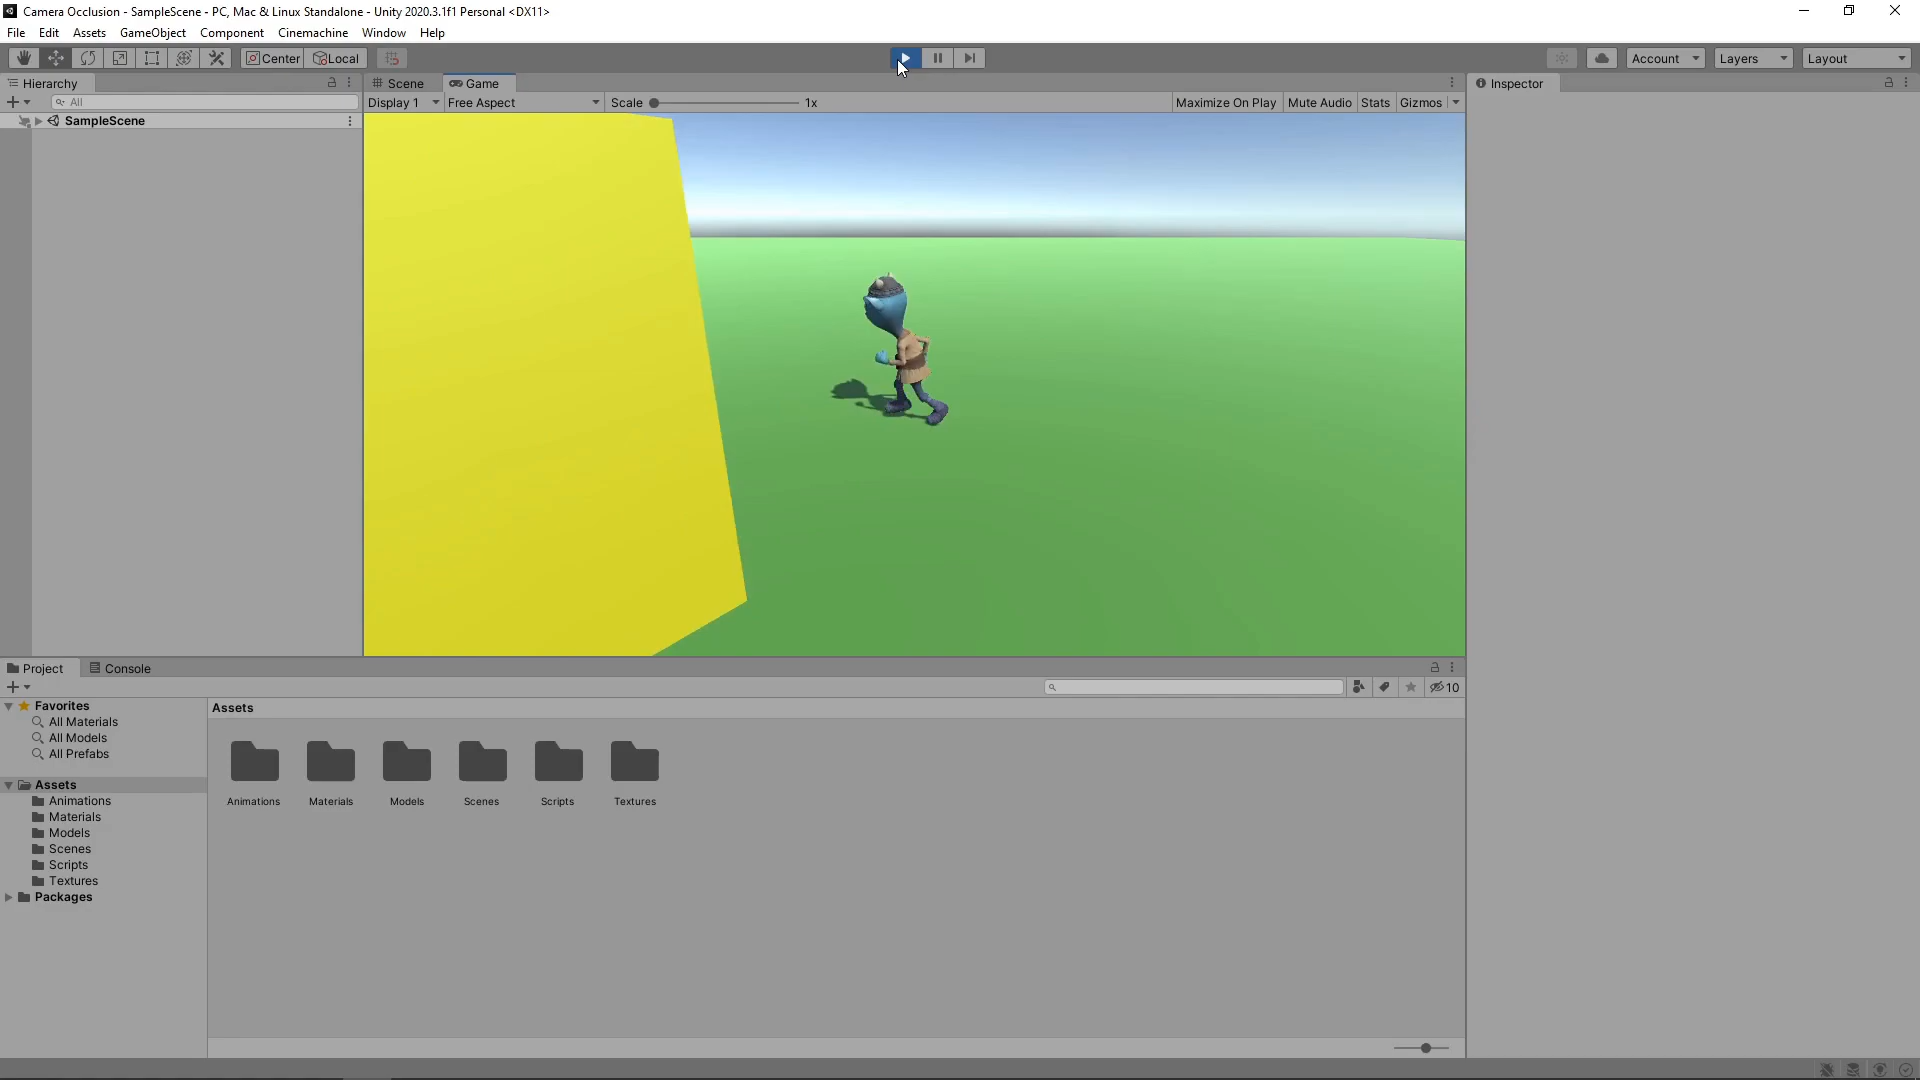 Camera Occlusion - SampleScene - PC, Mac & Linux Standalone - Unity 2020.3.1f1 Personal <DX11>
File Edit Assets GameObject Component Cinemachine Window Help
Center Local Account Layers Layout
Hierarchy Scene Game Inspector
All Display 1 Free Aspect Scale 1x Maximize On Play Mute Audio Stats Gizmos
SampleScene
Project Console
10
Favorites
All Materials
All Models
All Prefabs
Assets
Animations
Materials
Models
Scenes
Scripts
Textures
Packages
Assets
Animations Materials Models Scenes Scripts Textures